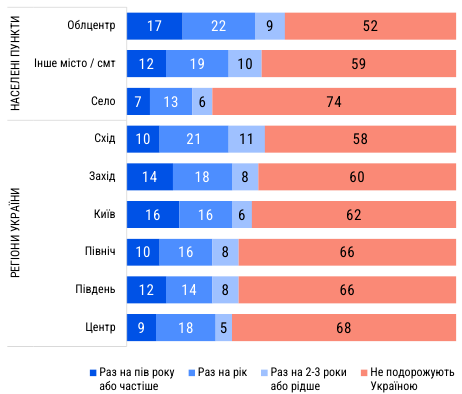 НАСЕЛЕНІ ПУНКТИ
Облцентр 17 22 9 52
Інше місто / смт 12 19 10 59
Село 7 13 6 74
РЕГІОНИ УКРАЇНИ
Схід 10 21 11 58
Захід 14 18 8 60
Київ 16 16 6 62
Північ 10 16 8 66
Південь 12 14 8 66
Центр 9 18 5 68
Раз на пів року або частіше
Раз на рік
Раз на 2-3 роки або рідше
Не подорожують Україною